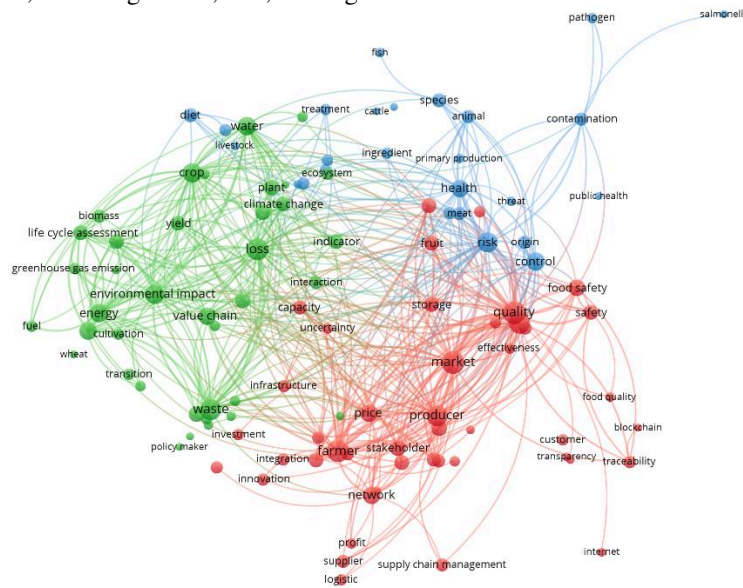 pathogen
salmonell
fish
species
diet
treatment
cattle
animal
contamination
water
livestock
ingredient
primary production
crop
ecosystem
plant
health
threat
public health
climate change
meat
biomass
yield
life cycle assessment
indicator
fruit
risk
origin
loss
control
greenhouse gas emission
interaction
food safety
environmental impact
energy
value chain
capacity
storage
quality
safety
fuel
cultivation
uncertainty
effectiveness
wheat
market
transition
infrastructure
food quality
waste
price
producer
blockchain
policy maker
investment
farmer
stakeholder
customer
transparency
traceability
integration
innovation
network
profit
supplier
supply chain management
internet
logistic